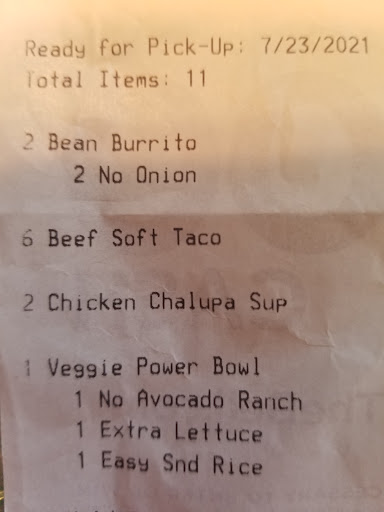 Ready for Pick-Up: 7/23/2021
Total Items: 11
2 Bean Burrito
2 No Onion
6 Beef Soft Taco
2 Chicken Chalupa Sup
1 Veggie Power Bowl
1 No Avocado Ranch
1 Extra Lettuce
1 Easy Snd Rice